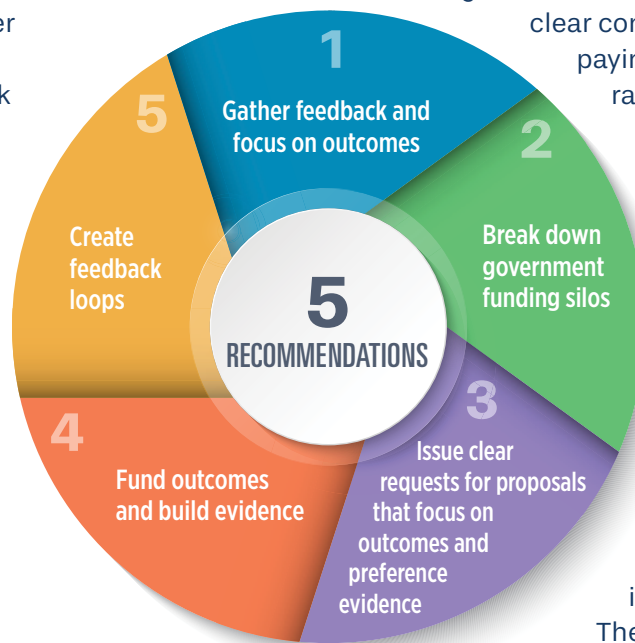 er
k
clear con
payin
ra
1
Gather feedback and
focus on outcomes
2
Break down
government
funding silos
3
Issue clear
requests for proposals
that focus on
outcomes and
preference
evidence
4
Fund outcomes
and build evidence
5
Create
feedback
loops
5
RECOMMENDATIONS
i
The